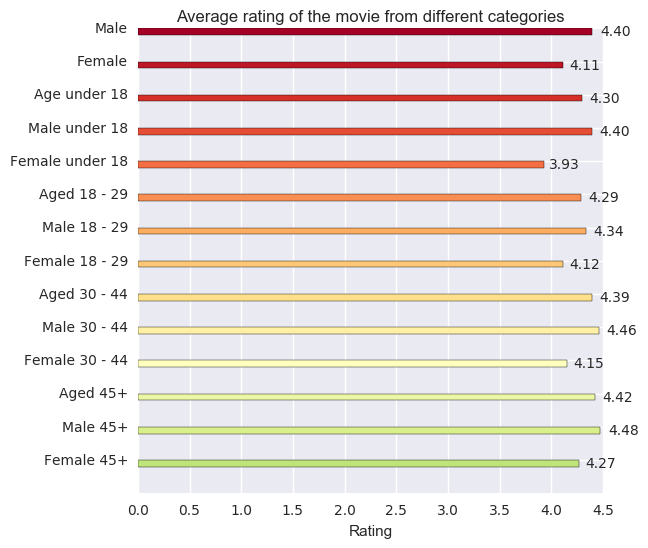 Average rating of the movie from different categories
Male 4.40
Female 4.11
Age under 18 4.30
Male under 18 4.40
Female under 18 3.93
Aged 18 - 29 4.29
Male 18 - 29 4.34
Female 18 - 29 4.12
Aged 30 - 44 4.39
Male 30 - 44 4.46
Female 30 - 44 4.15
Aged 45+ 4.42
Male 45+ 4.48
Female 45+ 4.27
0.0 0.5 1.0 1.5 2.0 2.5 3.0 3.5 4.0 4.5
Rating